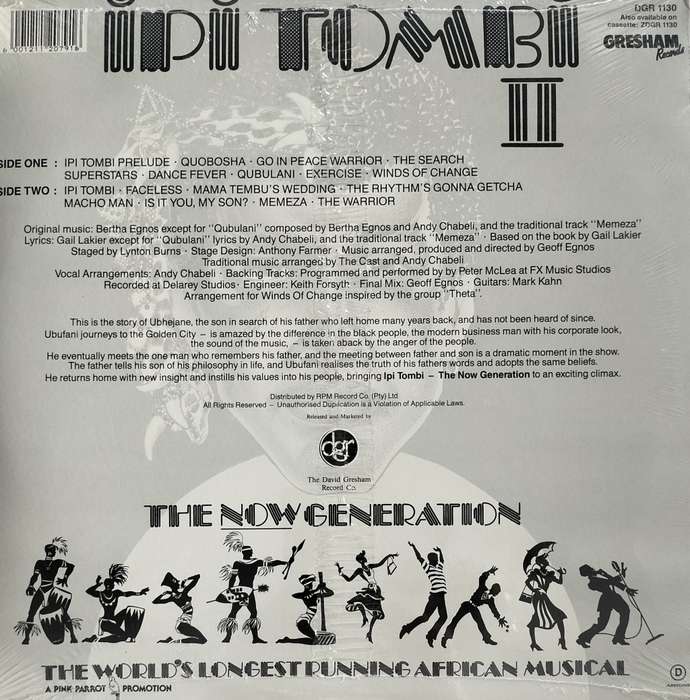 IPI TOMBI
II
DGR 1130
Also available on
cassette: ZDGR 1130
GRESHAM
Records
6 001211 207918
SIDE ONE : IPI TOMBI PRELUDE · QUOBOSHA · GO IN PEACE WARRIOR · THE SEARCH
SUPERSTARS · DANCE FEVER · QUBULANI · EXERCISE · WINDS OF CHANGE
SIDE TWO : IPI TOMBI · FACELESS · MAMA TEMBU'S WEDDING · THE RHYTHM'S GONNA GETCHA
MACHO MAN · IS IT YOU, MY SON? · MEMEZA · THE WARRIOR
Original music: Bertha Egnos except for "Qubulani" composed by Bertha Egnos and Andy Chabeli, and the traditional track "Memeza"
Lyrics: Gail Lakier except for "Qubulani" lyrics by Andy Chabeli, and the traditional track "Memeza" · Based on the book by Gail Lakier
Staged by Lynton Burns · Stage Design: Anthony Farmer · Music arranged, produced and directed by Geoff Egnos
Traditional music arranged by The Cast and Andy Chabeli
Vocal Arrangements: Andy Chabeli · Backing Tracks: Programmed and performed by by Peter McLea at FX Music Studios
Recorded at Delarey Studios · Engineer: Keith Forsyth · Final Mix: Geoff Egnos · Guitars: Mark Kahn
Arrangement for Winds Of Change inspired by the group "Theta".
This is the story of Ubhejane, the son in search of his father who left home many years back, and has not been heard of since.
Ubufani journeys to the Golden City – is amazed by the difference in the black people, the modern business man with his corporate look,
the sound of the music, – is taken aback by the anger of the people.
He eventually meets the one man who remembers his father, and the meeting between father and son is a dramatic moment in the show.
The father tells his son of his philosophy in life, and Ubufani realises the truth of his fathers words and adopts the same beliefs.
He returns home with new insight and instills his values into his people, bringing Ipi Tombi – The Now Generation to an exciting climax.
Distributed by RPM Record Co. (Pty) Ltd
All Rights Reserved – Unauthorised Duplication is a Violation of Applicable Laws.
Released and Marketed by
dgr
The David Gresham
Record Co.
THE NOW GENERATION
THE WORLD'S LONGEST RUNNING AFRICAN MUSICAL
A PINK PARROT PROMOTION
D